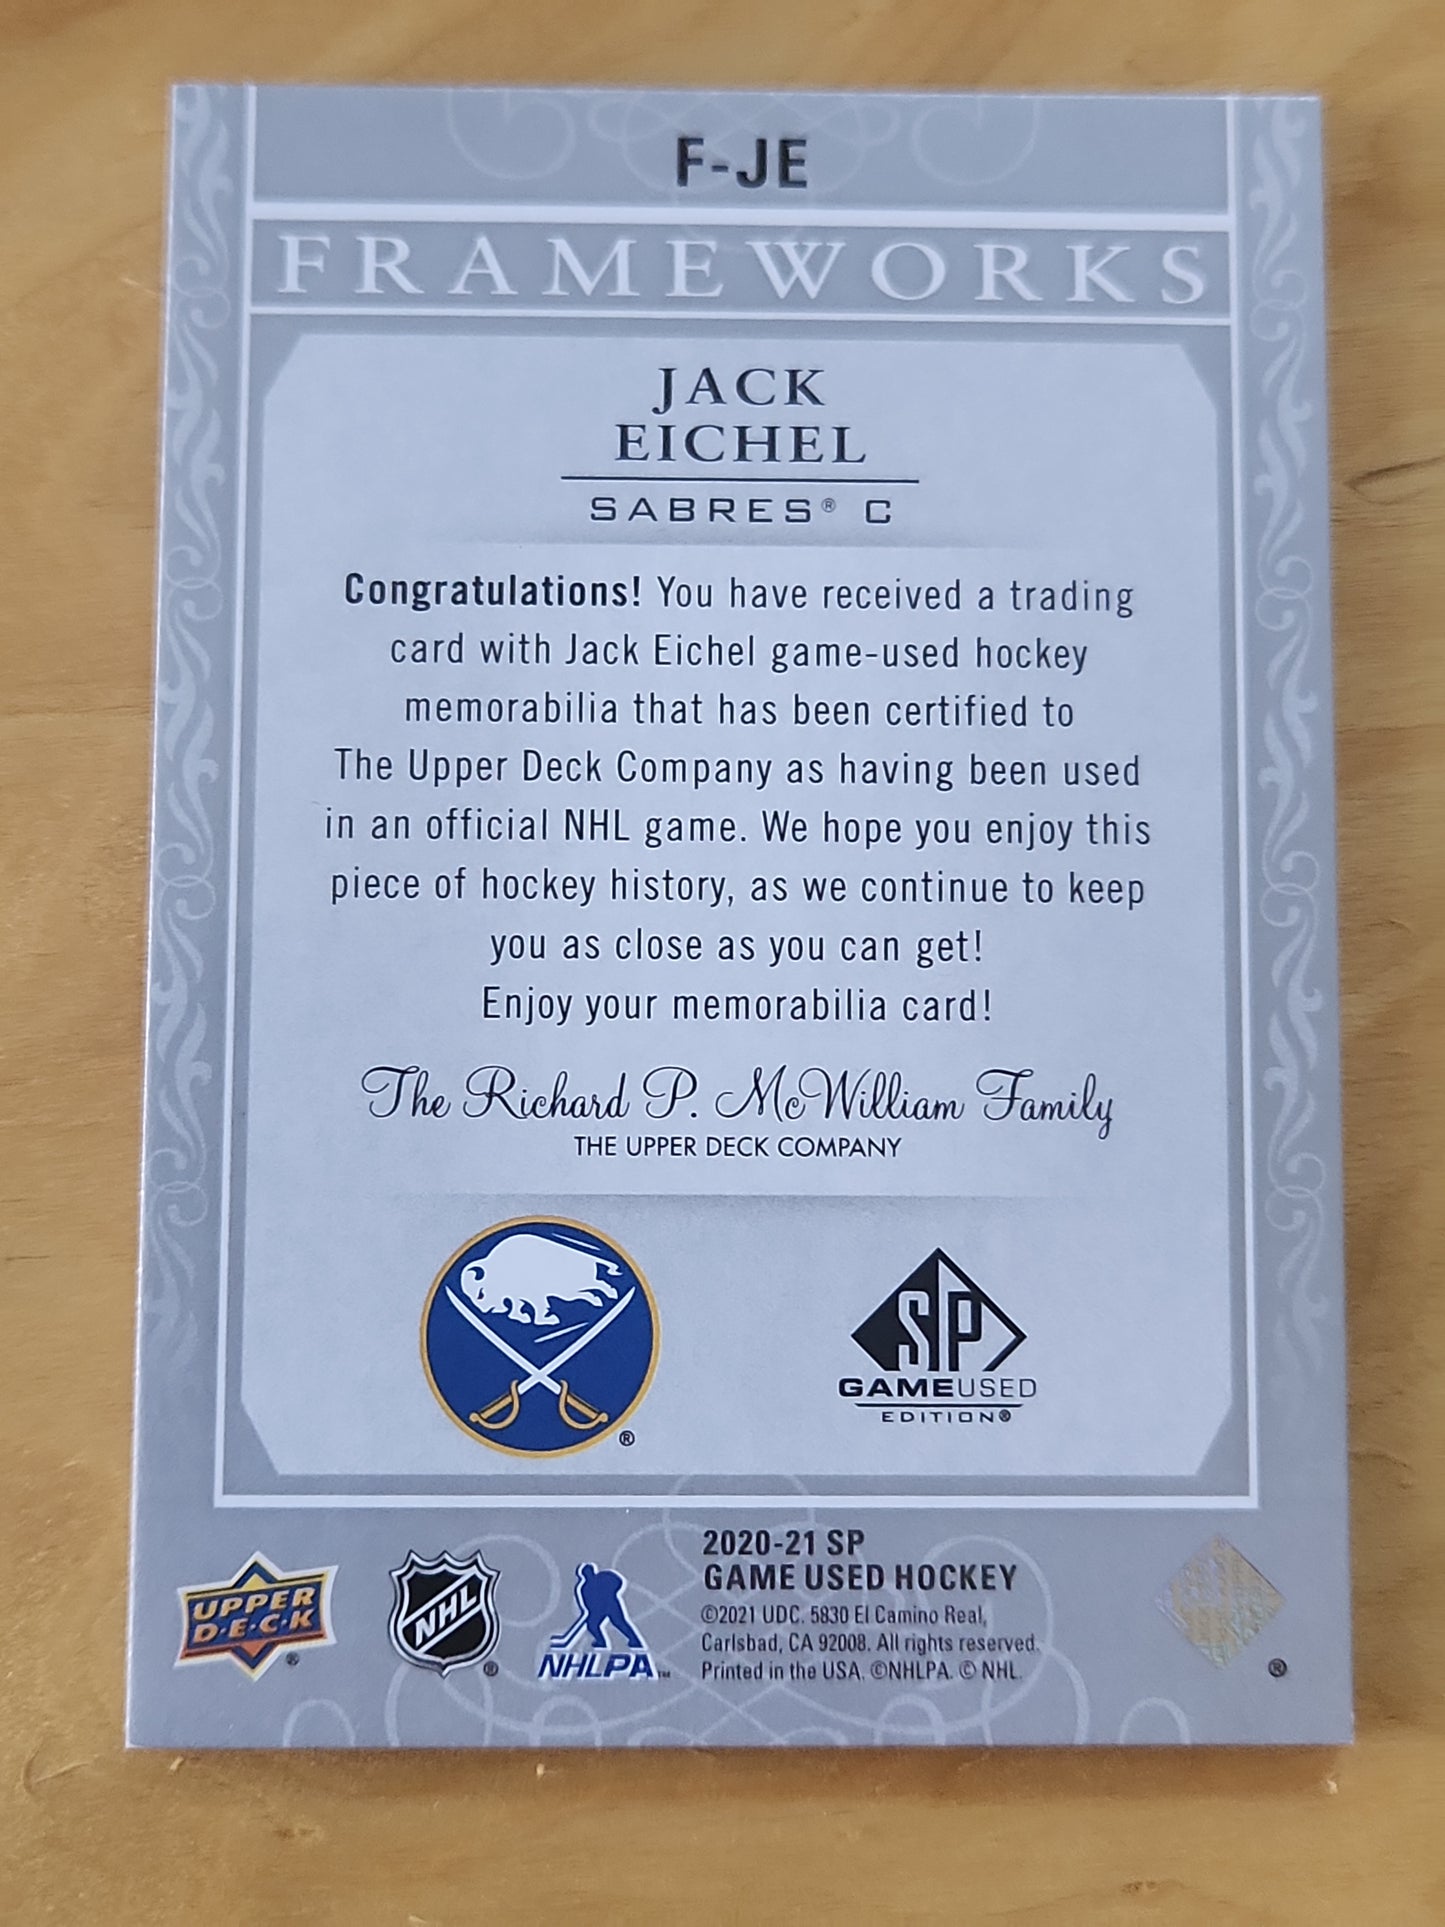 F-JE
FRAMEWORKS
JACK
EICHEL
SABRES® C
Congratulations! You have received a trading
card with Jack Eichel game-used hockey
memorabilia that has been certified to
The Upper Deck Company as having been used
in an official NHL game. We hope you enjoy this
piece of hockey history, as we continue to keep
you as close as you can get!
Enjoy your memorabilia card!
The Richard P. McWilliam Family
THE UPPER DECK COMPANY
®
SP
GAMEUSED
EDITION®
UPPER
D·E·C·K
®
NHL
®
NHLPA™
2020-21 SP
GAME USED HOCKEY
©2021 UDC. 5830 El Camino Real,
Carlsbad, CA 92008. All rights reserved.
Printed in the USA. ©NHLPA. © NHL.
®